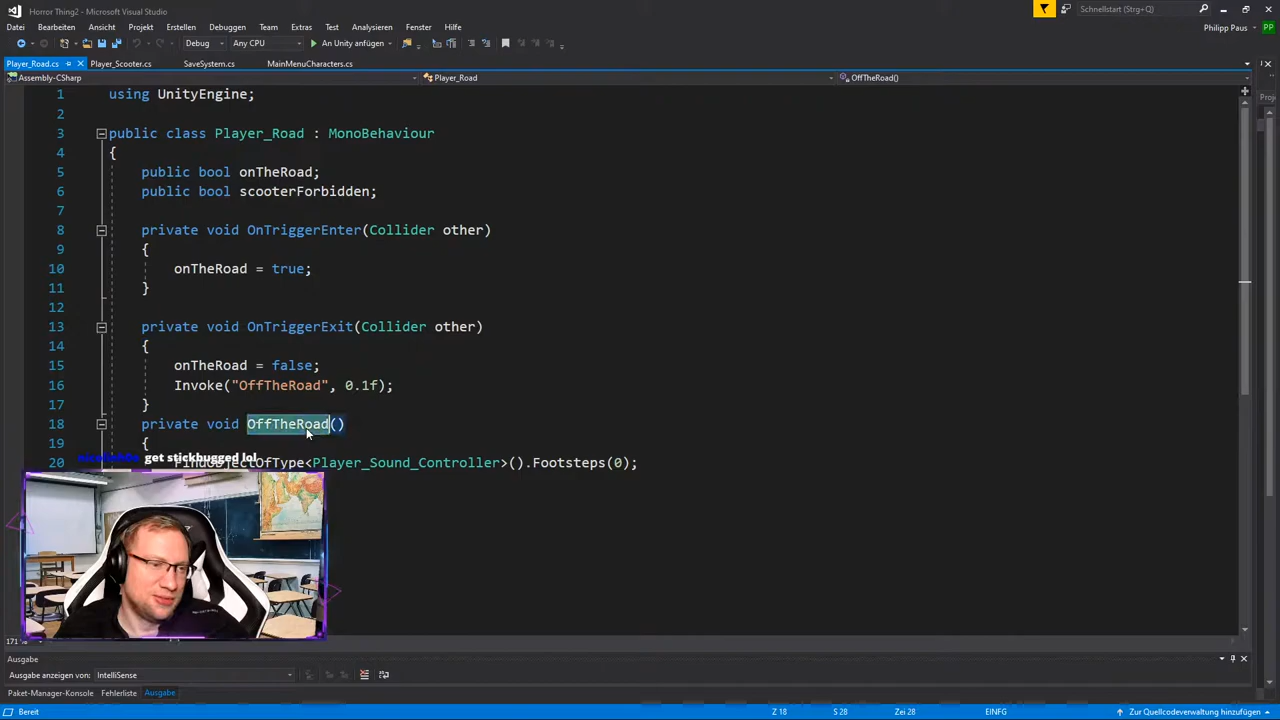 Horror Thing2 - Microsoft Visual Studio
Schnellstart (Strg+Q)
Datei Bearbeiten Ansicht Projekt Erstellen Debuggen Team Extras Test Analysieren Fenster Hilfe
Philipp Paus PP
Debug Any CPU An Unity anfügen
Player_Road.cs Player_Scooter.cs SaveSystem.cs MainMenuCharacters.cs
Assembly-CSharp Player_Road OffTheRoad()
Proj
1 using UnityEngine;
2
3 public class Player_Road : MonoBehaviour
4 {
5 public bool onTheRoad;
6 public bool scooterForbidden;
7
8 private void OnTriggerEnter(Collider other)
9 {
10 onTheRoad = true;
11 }
12
13 private void OnTriggerExit(Collider other)
14 {
15 onTheRoad = false;
16 Invoke("OffTheRoad", 0.1f);
17 }
18 private void OffTheRoad()
19 {
get stickbugged lol
20 FindObjectOfType<Player_Sound_Controller>().Footsteps(0);
171 %
Ausgabe
Ausgabe anzeigen von: IntelliSense
Paket-Manager-Konsole Fehlerliste Ausgabe
Bereit Z 18 S 28 Zei 28 EINFG Zur Quellcodeverwaltung hinzufügen